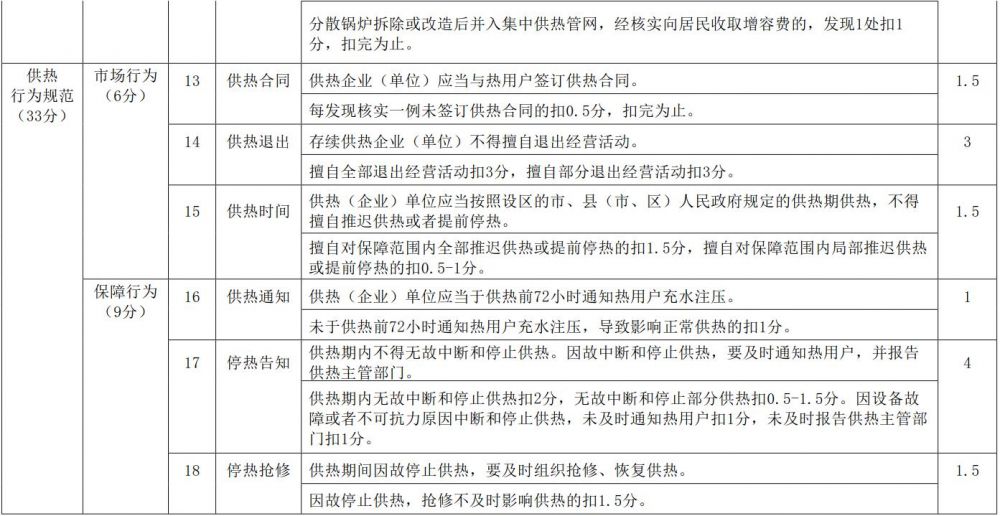 分散锅炉拆除或改造后并入集中供热管网，经核实向居民收取增容费的，发现1处扣1
分，扣完为止。
供热
行为规范
（33分）
市场行为
（6分）
13
供热合同
供热企业（单位）应当与热用户签订供热合同。
1.5
每发现核实一例未签订供热合同的扣0.5分，扣完为止。
14
供热退出
存续供热企业（单位）不得擅自退出经营活动。
3
擅自全部退出经营活动扣3分，擅自部分退出经营活动扣3分。
15
供热时间
供热（企业）单位应当按照设区的市、县（市、区）人民政府规定的供热期供热，不得
擅自推迟供热或者提前停热。
1.5
擅自对保障范围内全部推迟供热或提前停热的扣1.5分，擅自对保障范围内局部推迟供热
或提前停热的扣0.5-1分。
保障行为
（9分）
16
供热通知
供热（企业）单位应当于供热前72小时通知热用户充水注压。
1
未于供热前72小时通知热用户充水注压，导致影响正常供热的扣1分。
17
停热告知
供热期内不得无故中断和停止供热。因故中断和停止供热，要及时通知热用户，并报告
供热主管部门。
4
供热期内无故中断和停止供热扣2分，无故中断和停止部分供热扣0.5-1.5分。因设备故
障或者不可抗力原因中断和停止供热，未及时通知热用户扣1分，未及时报告供热主管部
门扣1分。
18
停热抢修
供热期间因故停止供热，要及时组织抢修、恢复供热。
1.5
因故停止供热，抢修不及时影响供热的扣1.5分。